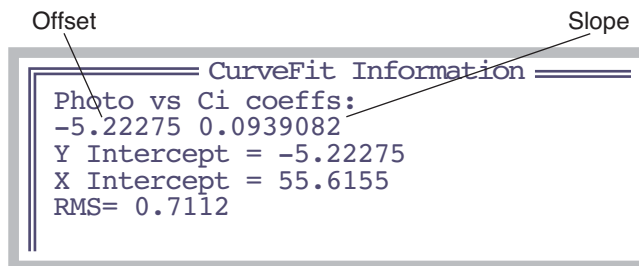 Offset Slope
CurveFit Information
Photo vs Ci coeffs:
-5.22275 0.0939082
Y Intercept = -5.22275
X Intercept = 55.6155
RMS= 0.7112